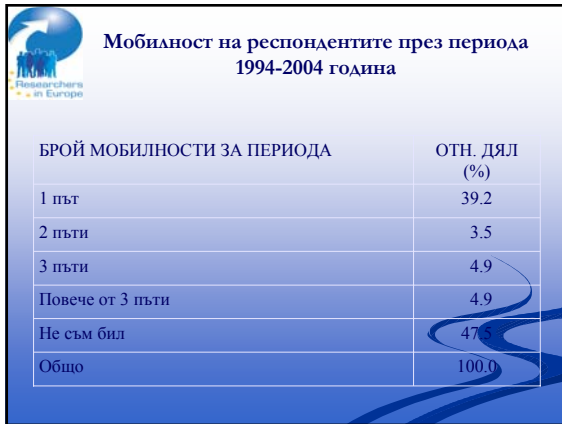 Researchers
in Europe
Мобилност на респондентите през периода
1994-2004 година
БРОЙ МОБИЛНОСТИ ЗА ПЕРИОДА ОТН. ДЯЛ
(%)
1 път 39.2
2 пъти 3.5
3 пъти 4.9
Повече от 3 пъти 4.9
Не съм бил 47.5
Общо 100.0